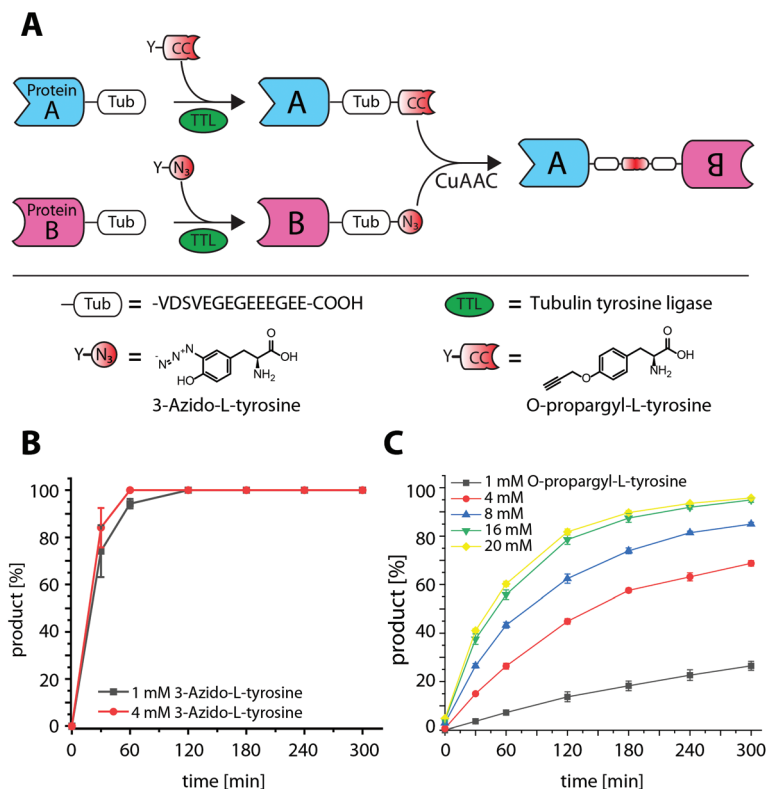 A
Y- CC
Protein
A
Tub
TTL
A
Tub
CC
Y- N₃
CuAAC
A
B
Protein
B
Tub
TTL
B
Tub
N₃
Tub = -VDSVEGEGEEEGEE-COOH
TTL = Tubulin tyrosine ligase
Y- N₃ =
-N=N+=N
HO
O
OH
NH₂
3-Azido-L-tyrosine
Y- CC =
O
O
OH
NH₂
O-propargyl-L-tyrosine
B
product [%]
100
80
60
40
20
0
1 mM 3-Azido-L-tyrosine
4 mM 3-Azido-L-tyrosine
0 60 120 180 240 300
time [min]
C
product [%]
100
80
60
40
20
0
1 mM O-propargyl-L-tyrosine
4 mM
8 mM
16 mM
20 mM
0 60 120 180 240 300
time [min]